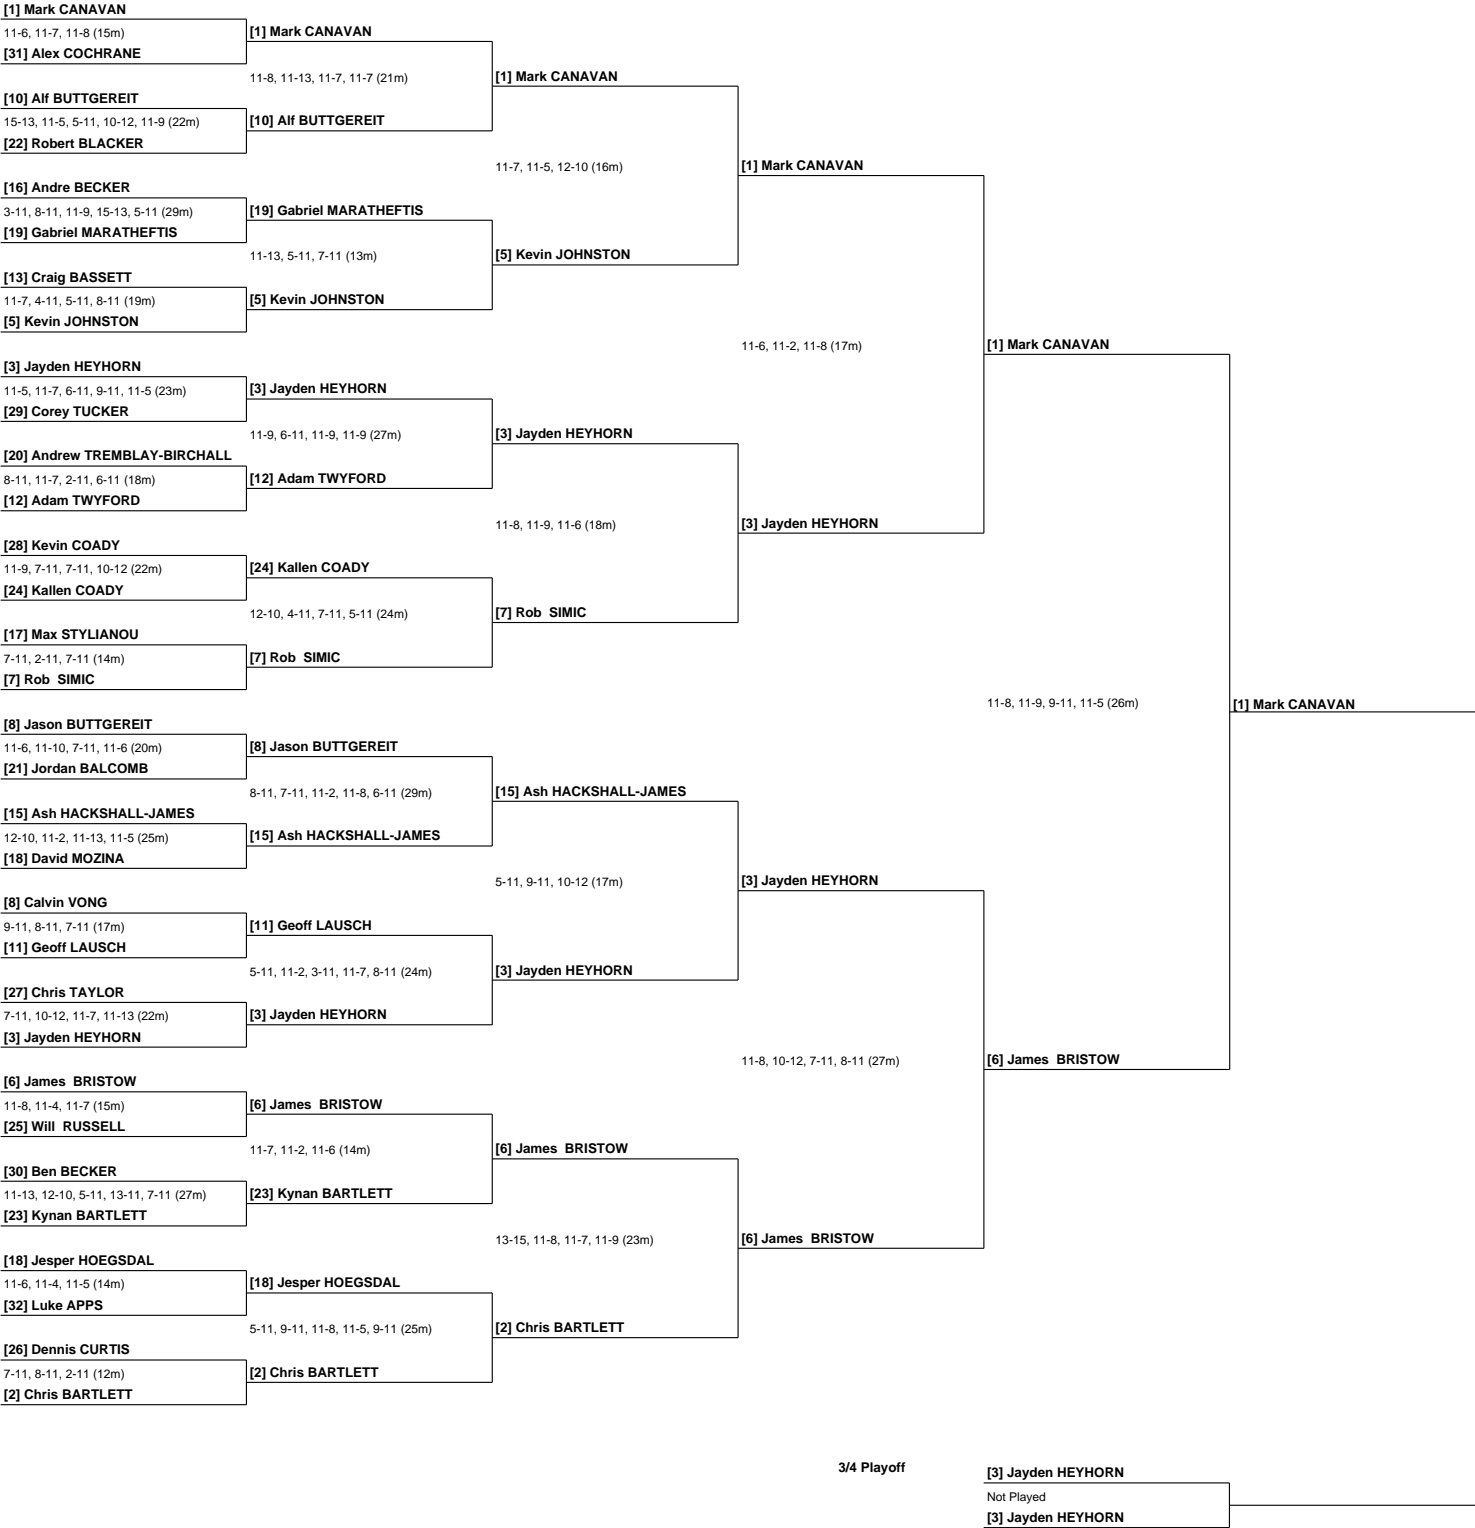 [1] Mark CANAVAN
11-6, 11-7, 11-8 (15m)
[31] Alex COCHRANE
[10] Alf BUTTGEREIT
15-13, 11-5, 5-11, 10-12, 11-9 (22m)
[22] Robert BLACKER
[16] Andre BECKER
3-11, 8-11, 11-9, 15-13, 5-11 (29m)
[19] Gabriel MARATHEFTIS
[13] Craig BASSETT
11-7, 4-11, 5-11, 8-11 (19m)
[5] Kevin JOHNSTON
[3] Jayden HEYHORN
11-5, 11-7, 6-11, 9-11, 11-5 (23m)
[29] Corey TUCKER
[20] Andrew TREMBLAY-BIRCHALL
8-11, 11-7, 2-11, 6-11 (18m)
[12] Adam TWYFORD
[28] Kevin COADY
11-9, 7-11, 7-11, 10-12 (22m)
[24] Kallen COADY
[17] Max STYLIANOU
7-11, 2-11, 7-11 (14m)
[7] Rob  SIMIC
[8] Jason BUTTGEREIT
11-6, 11-10, 7-11, 11-6 (20m)
[21] Jordan BALCOMB
[15] Ash HACKSHALL-JAMES
12-10, 11-2, 11-13, 11-5 (25m)
[18] David MOZINA
[8] Calvin VONG
9-11, 8-11, 7-11 (17m)
[11] Geoff LAUSCH
[27] Chris TAYLOR
7-11, 10-12, 11-7, 11-13 (22m)
[3] Jayden HEYHORN
[6] James  BRISTOW
11-8, 11-4, 11-7 (15m)
[25] Will  RUSSELL
[30] Ben BECKER
11-13, 12-10, 5-11, 13-11, 7-11 (27m)
[23] Kynan BARTLETT
[18] Jesper HOEGSDAL
11-6, 11-4, 11-5 (14m)
[32] Luke APPS
[26] Dennis CURTIS
7-11, 8-11, 2-11 (12m)
[2] Chris BARTLETT
[1] Mark CANAVAN
11-8, 11-13, 11-7, 11-7 (21m)
[10] Alf BUTTGEREIT
[19] Gabriel MARATHEFTIS
11-13, 5-11, 7-11 (13m)
[5] Kevin JOHNSTON
[3] Jayden HEYHORN
11-9, 6-11, 11-9, 11-9 (27m)
[12] Adam TWYFORD
[24] Kallen COADY
12-10, 4-11, 7-11, 5-11 (24m)
[7] Rob  SIMIC
[8] Jason BUTTGEREIT
8-11, 7-11, 11-2, 11-8, 6-11 (29m)
[15] Ash HACKSHALL-JAMES
[11] Geoff LAUSCH
5-11, 11-2, 3-11, 11-7, 8-11 (24m)
[3] Jayden HEYHORN
[6] James  BRISTOW
11-7, 11-2, 11-6 (14m)
[23] Kynan BARTLETT
[18] Jesper HOEGSDAL
5-11, 9-11, 11-8, 11-5, 9-11 (25m)
[2] Chris BARTLETT
[1] Mark CANAVAN
11-7, 11-5, 12-10 (16m)
[5] Kevin JOHNSTON
[3] Jayden HEYHORN
11-8, 11-9, 11-6 (18m)
[7] Rob  SIMIC
[15] Ash HACKSHALL-JAMES
5-11, 9-11, 10-12 (17m)
[3] Jayden HEYHORN
[6] James  BRISTOW
13-15, 11-8, 11-7, 11-9 (23m)
[2] Chris BARTLETT
[1] Mark CANAVAN
11-6, 11-2, 11-8 (17m)
[3] Jayden HEYHORN
[3] Jayden HEYHORN
11-8, 10-12, 7-11, 8-11 (27m)
[6] James  BRISTOW
[1] Mark CANAVAN
11-8, 11-9, 9-11, 11-5 (26m)
[6] James  BRISTOW
[1] Mark CANAVAN
3/4 Playoff
[3] Jayden HEYHORN
Not Played
[3] Jayden HEYHORN